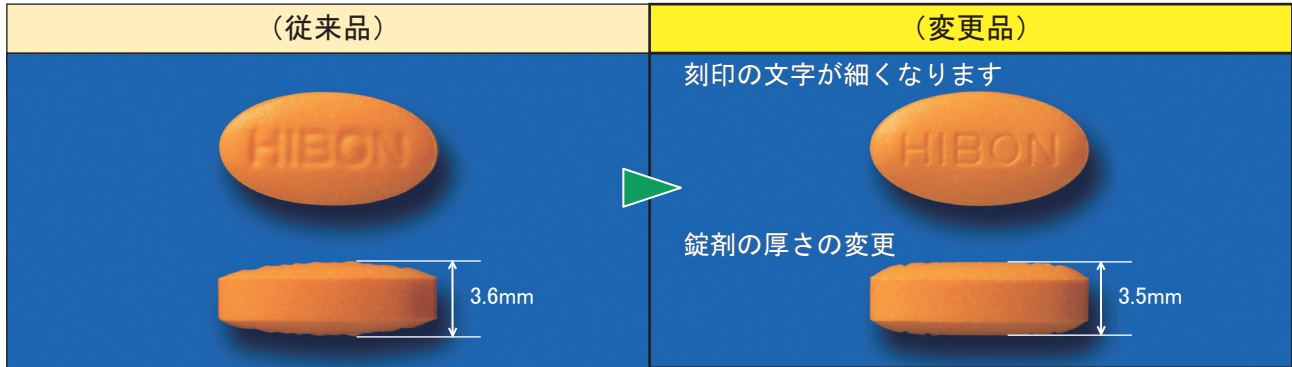 (従来品)
(変更品)
刻印の文字が細くなります
HIBON
HIBON
錠剤の厚さの変更
3.6mm
3.5mm